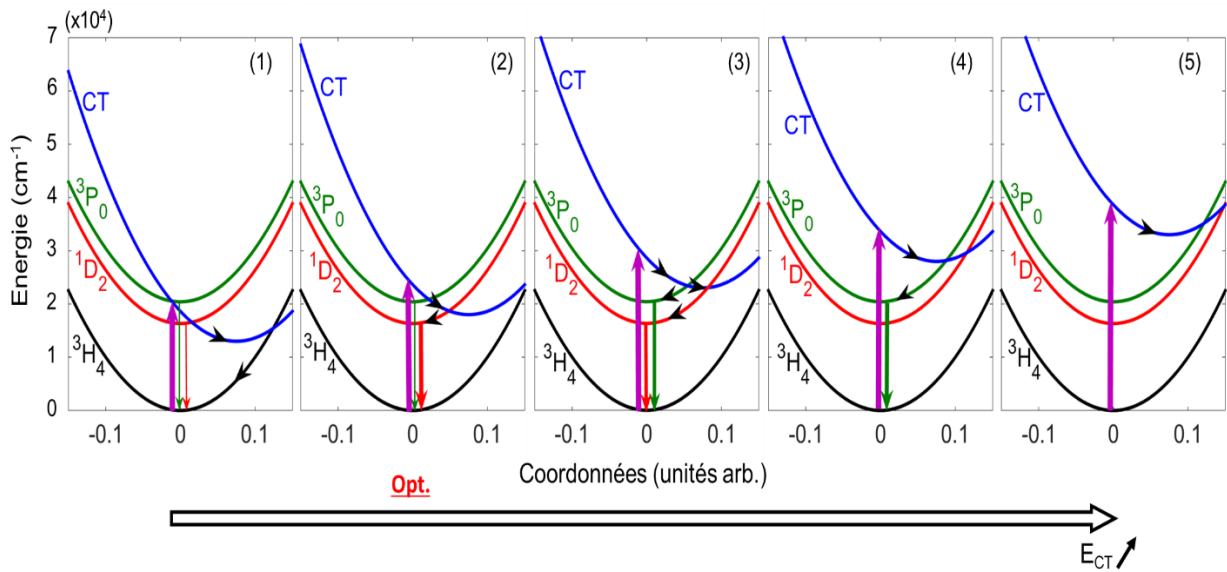 (x10⁴)
7
6
5
4
3
2
1
0
Energie (cm⁻¹)
(1)
CT
³P₀
¹D₂
³H₄
-0.1 0 0.1
(2)
CT
³P₀
¹D₂
³H₄
-0.1 0 0.1
(3)
CT
³P₀
¹D₂
³H₄
-0.1 0 0.1
(4)
CT
³P₀
¹D₂
³H₄
-0.1 0 0.1
(5)
CT
³P₀
¹D₂
³H₄
-0.1 0 0.1
Coordonnées (unités arb.)
Opt.
E_CT